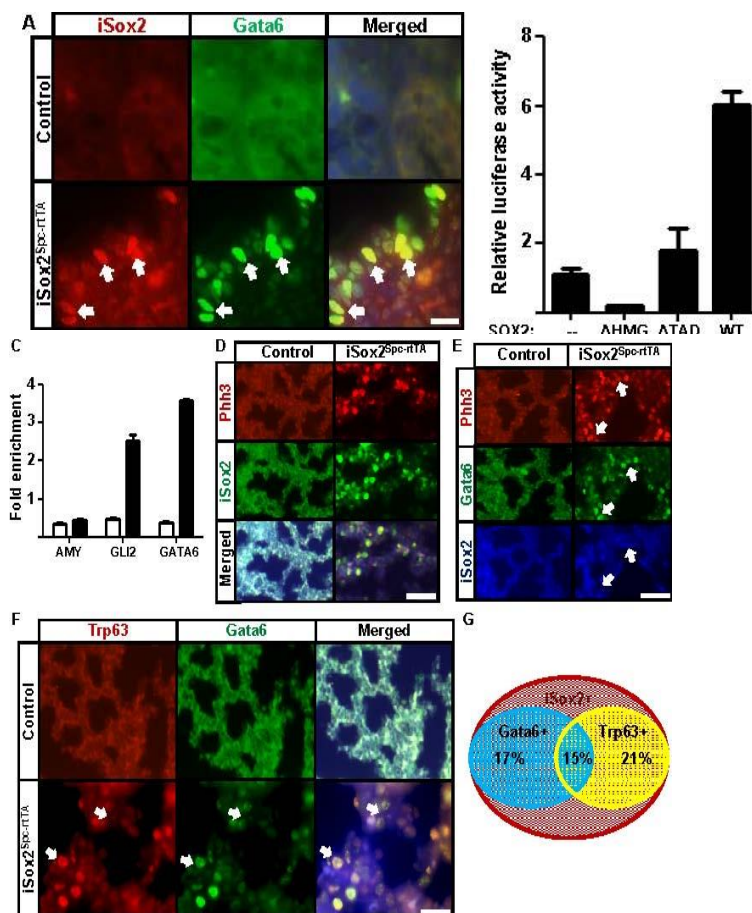 A
iSox2 Gata6 Merged
Control
iSox2Spc-rtTA
Relative luciferase activity
8
6
4
2
SOX2: -- ΔHMG ΔTAD WT
C
Fold enrichment
4
3
2
1
AMY GLI2 GATA6
D
Control iSox2Spc-rtTA
Phh3
iSox2
Merged
E
Control iSox2Spc-rtTA
Phh3
Gata6
iSox2
F
Trp63 Gata6 Merged
Control
iSox2Spc-rtTA
G
iSox2+
Gata6+ Trp63+
17% 15% 21%